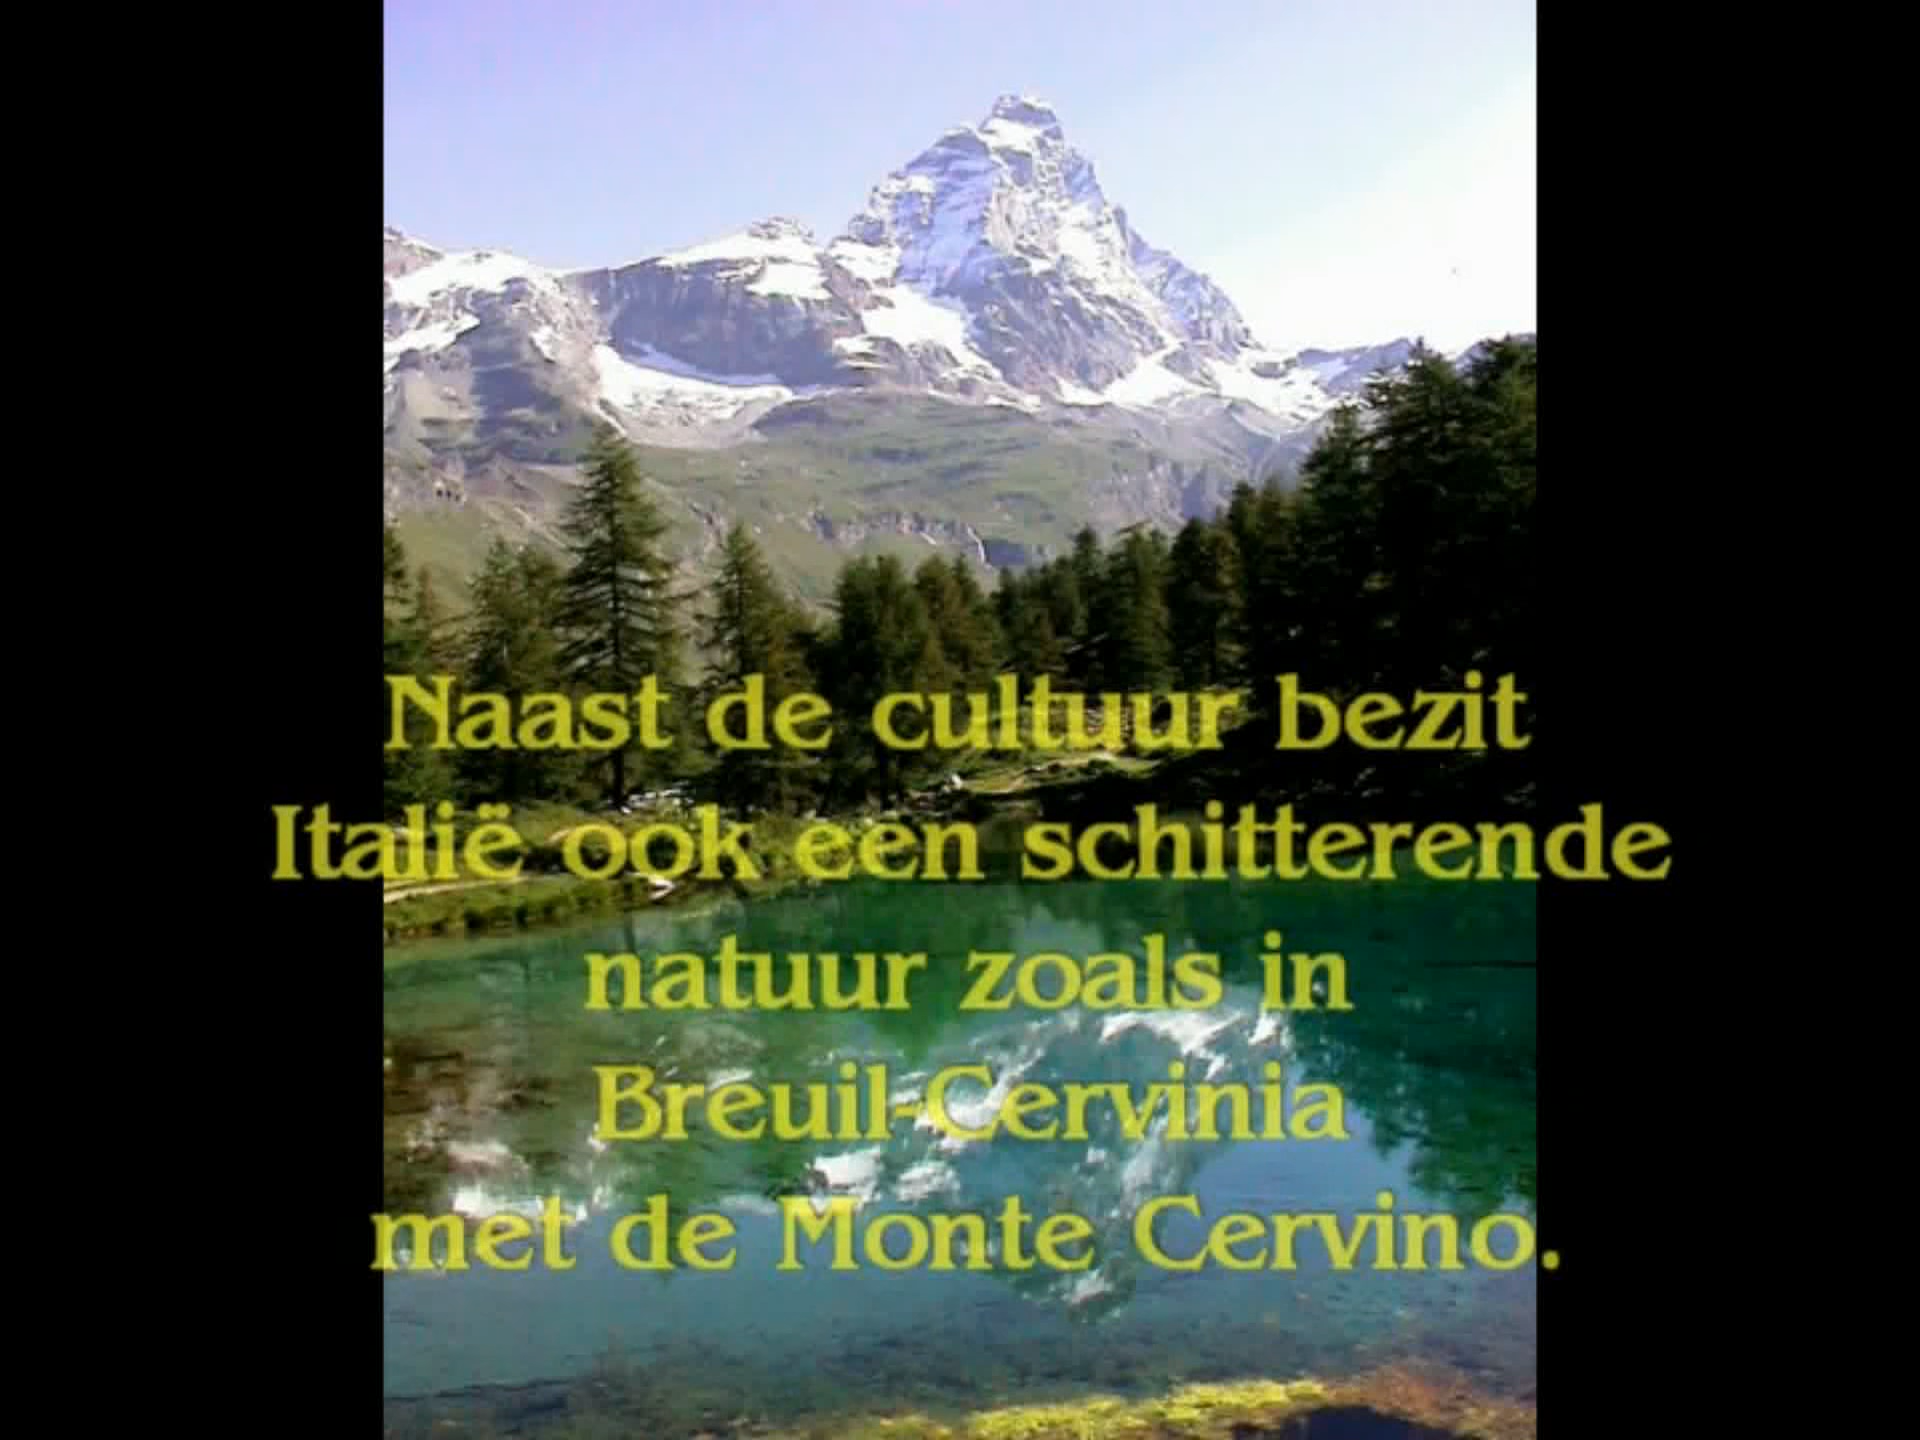 Naast de cultuur bezit
Italië ook een schitterende
natuur zoals in
Breuil-Cervinia
met de Monte Cervino.